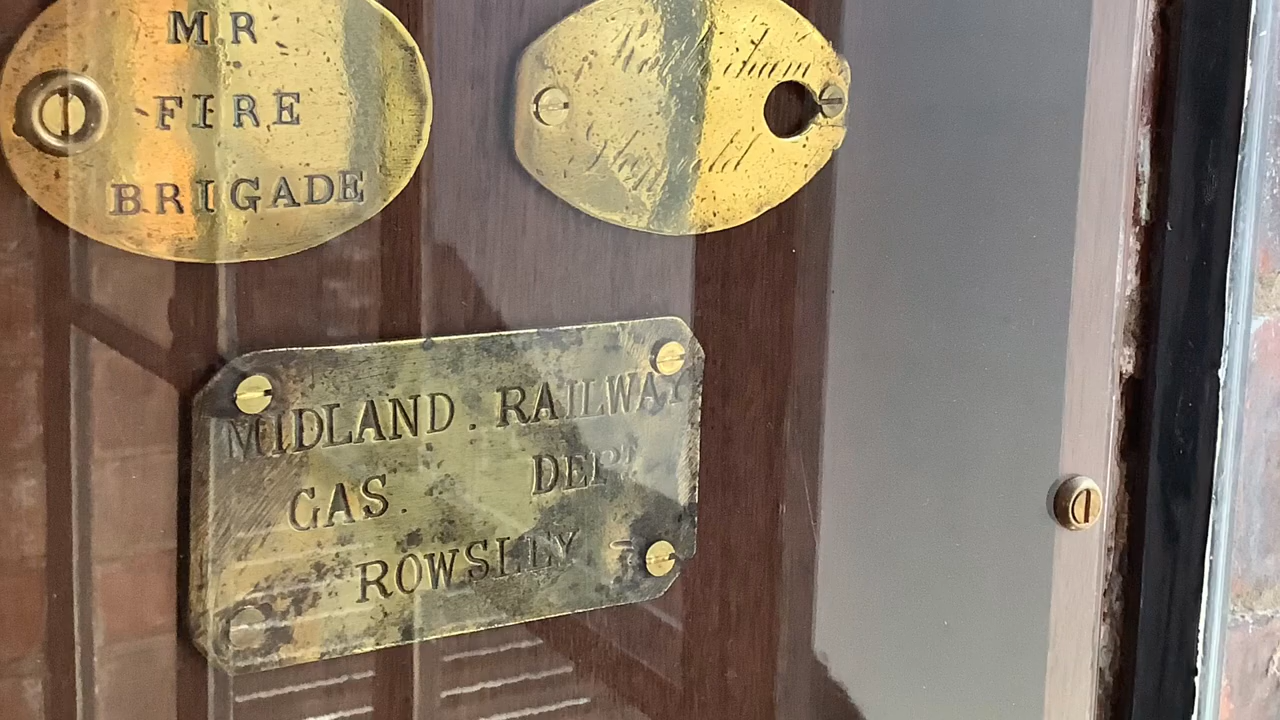 M.R
FIRE
BRIGADE
MIDLAND . RAILWAY
GAS. DEPT
ROWSLEY